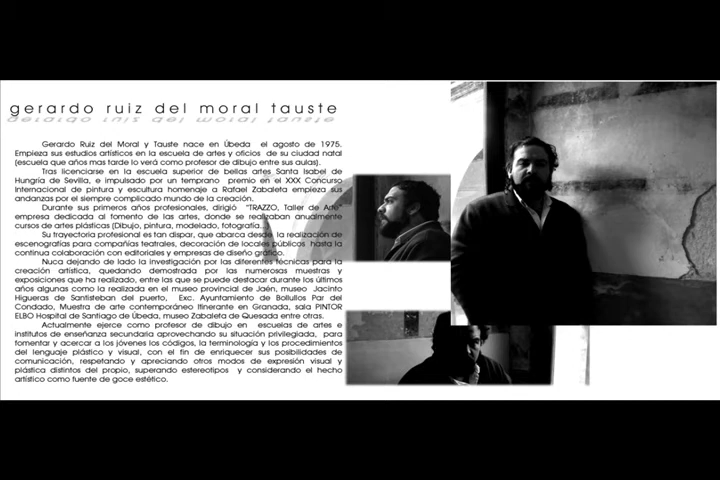 gerardo ruiz del moral tauste
Gerardo Ruiz del Moral y Tauste nace en Úbeda el agosto de 1975.
Empieza sus estudios artísticos en la escuela de artes y oficios de su ciudad natal
(escuela que años mas tarde lo verá como profesor de dibujo entre sus aulas).
Tras licenciarse en la escuela superior de bellas artes Santa Isabel de
Hungría de Sevilla, e impulsado por un temprano premio en el XXX Concurso
Internacional de pintura y escultura homenaje a Rafael Zabaleta empieza sus
andanzas por el siempre complicado mundo de la creación.
Durante sus primeros años profesionales, dirigió "TRAZZO, Taller de Arte"
empresa dedicada al fomento de las artes, donde se realizaban anualmente
cursos de artes plásticas (Dibujo, pintura, modelado, fotografía...)
Su trayectoria profesional es tan dispar, que abarca desde la realización de
escenografías para compañías teatrales, decoración de locales públicos hasta la
continua colaboración con editoriales y empresas de diseño gráfico.
Nuca dejando de lado la investigación por las diferentes técnicas para la
creación artística, quedando demostrada por las numerosas muestras y
exposiciones que ha realizado, entre las que se puede destacar durante los últimos
años algunas como la realizada en el museo provincial de Jaén, museo Jacinto
Higueras de Santisteban del puerto, Exc. Ayuntamiento de Bollullos Par del
Condado, Muestra de arte contemporáneo Itinerante en Granada, sala PINTOR
ELBO Hospital de Santiago de Úbeda, museo Zabaleta de Quesada entre otras.
Actualmente ejerce como profesor de dibujo en escuelas de artes e
institutos de enseñanza secundaria aprovechando su situación privilegiada, para
fomentar y acercar a los jóvenes los códigos, la terminología y los procedimientos
del lenguaje plástico y visual, con el fin de enriquecer sus posibilidades de
comunicación, respetando y apreciando otros modos de expresión visual y
plástica distintos del propio, superando estereotipos y considerando el hecho
artístico como fuente de goce estético.